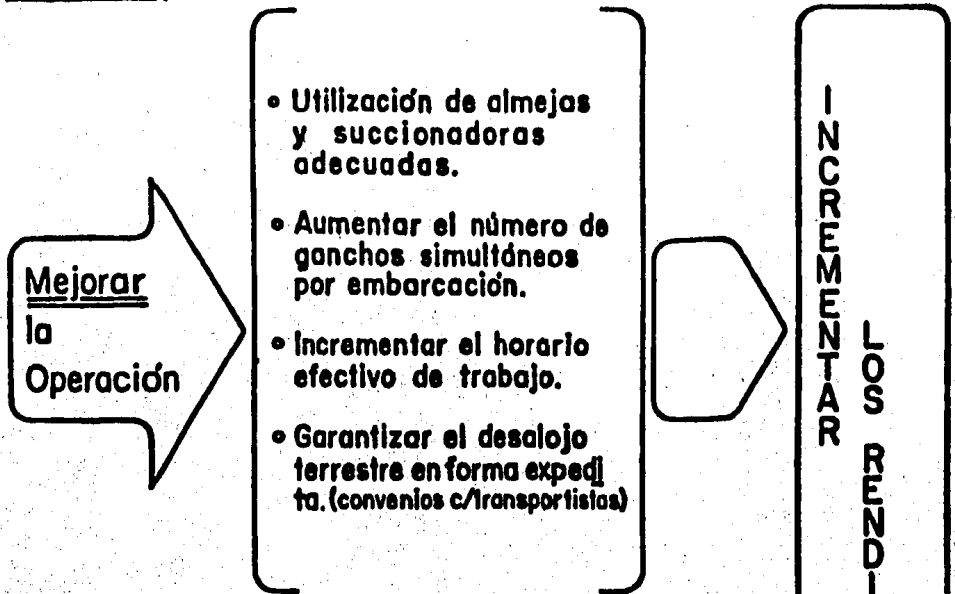 Mejorar
la
Operación
• Utilización de almejas
y succionadoras
adecuadas.
• Aumentar el número de
ganchos simultáneos
por embarcación.
• Incrementar el horario
efectivo de trabajo.
• Garantizar el desalojo
terrestre en forma expedi
ta. (convenios c/transportistas)
INCREMENTAR
LOS RENDI